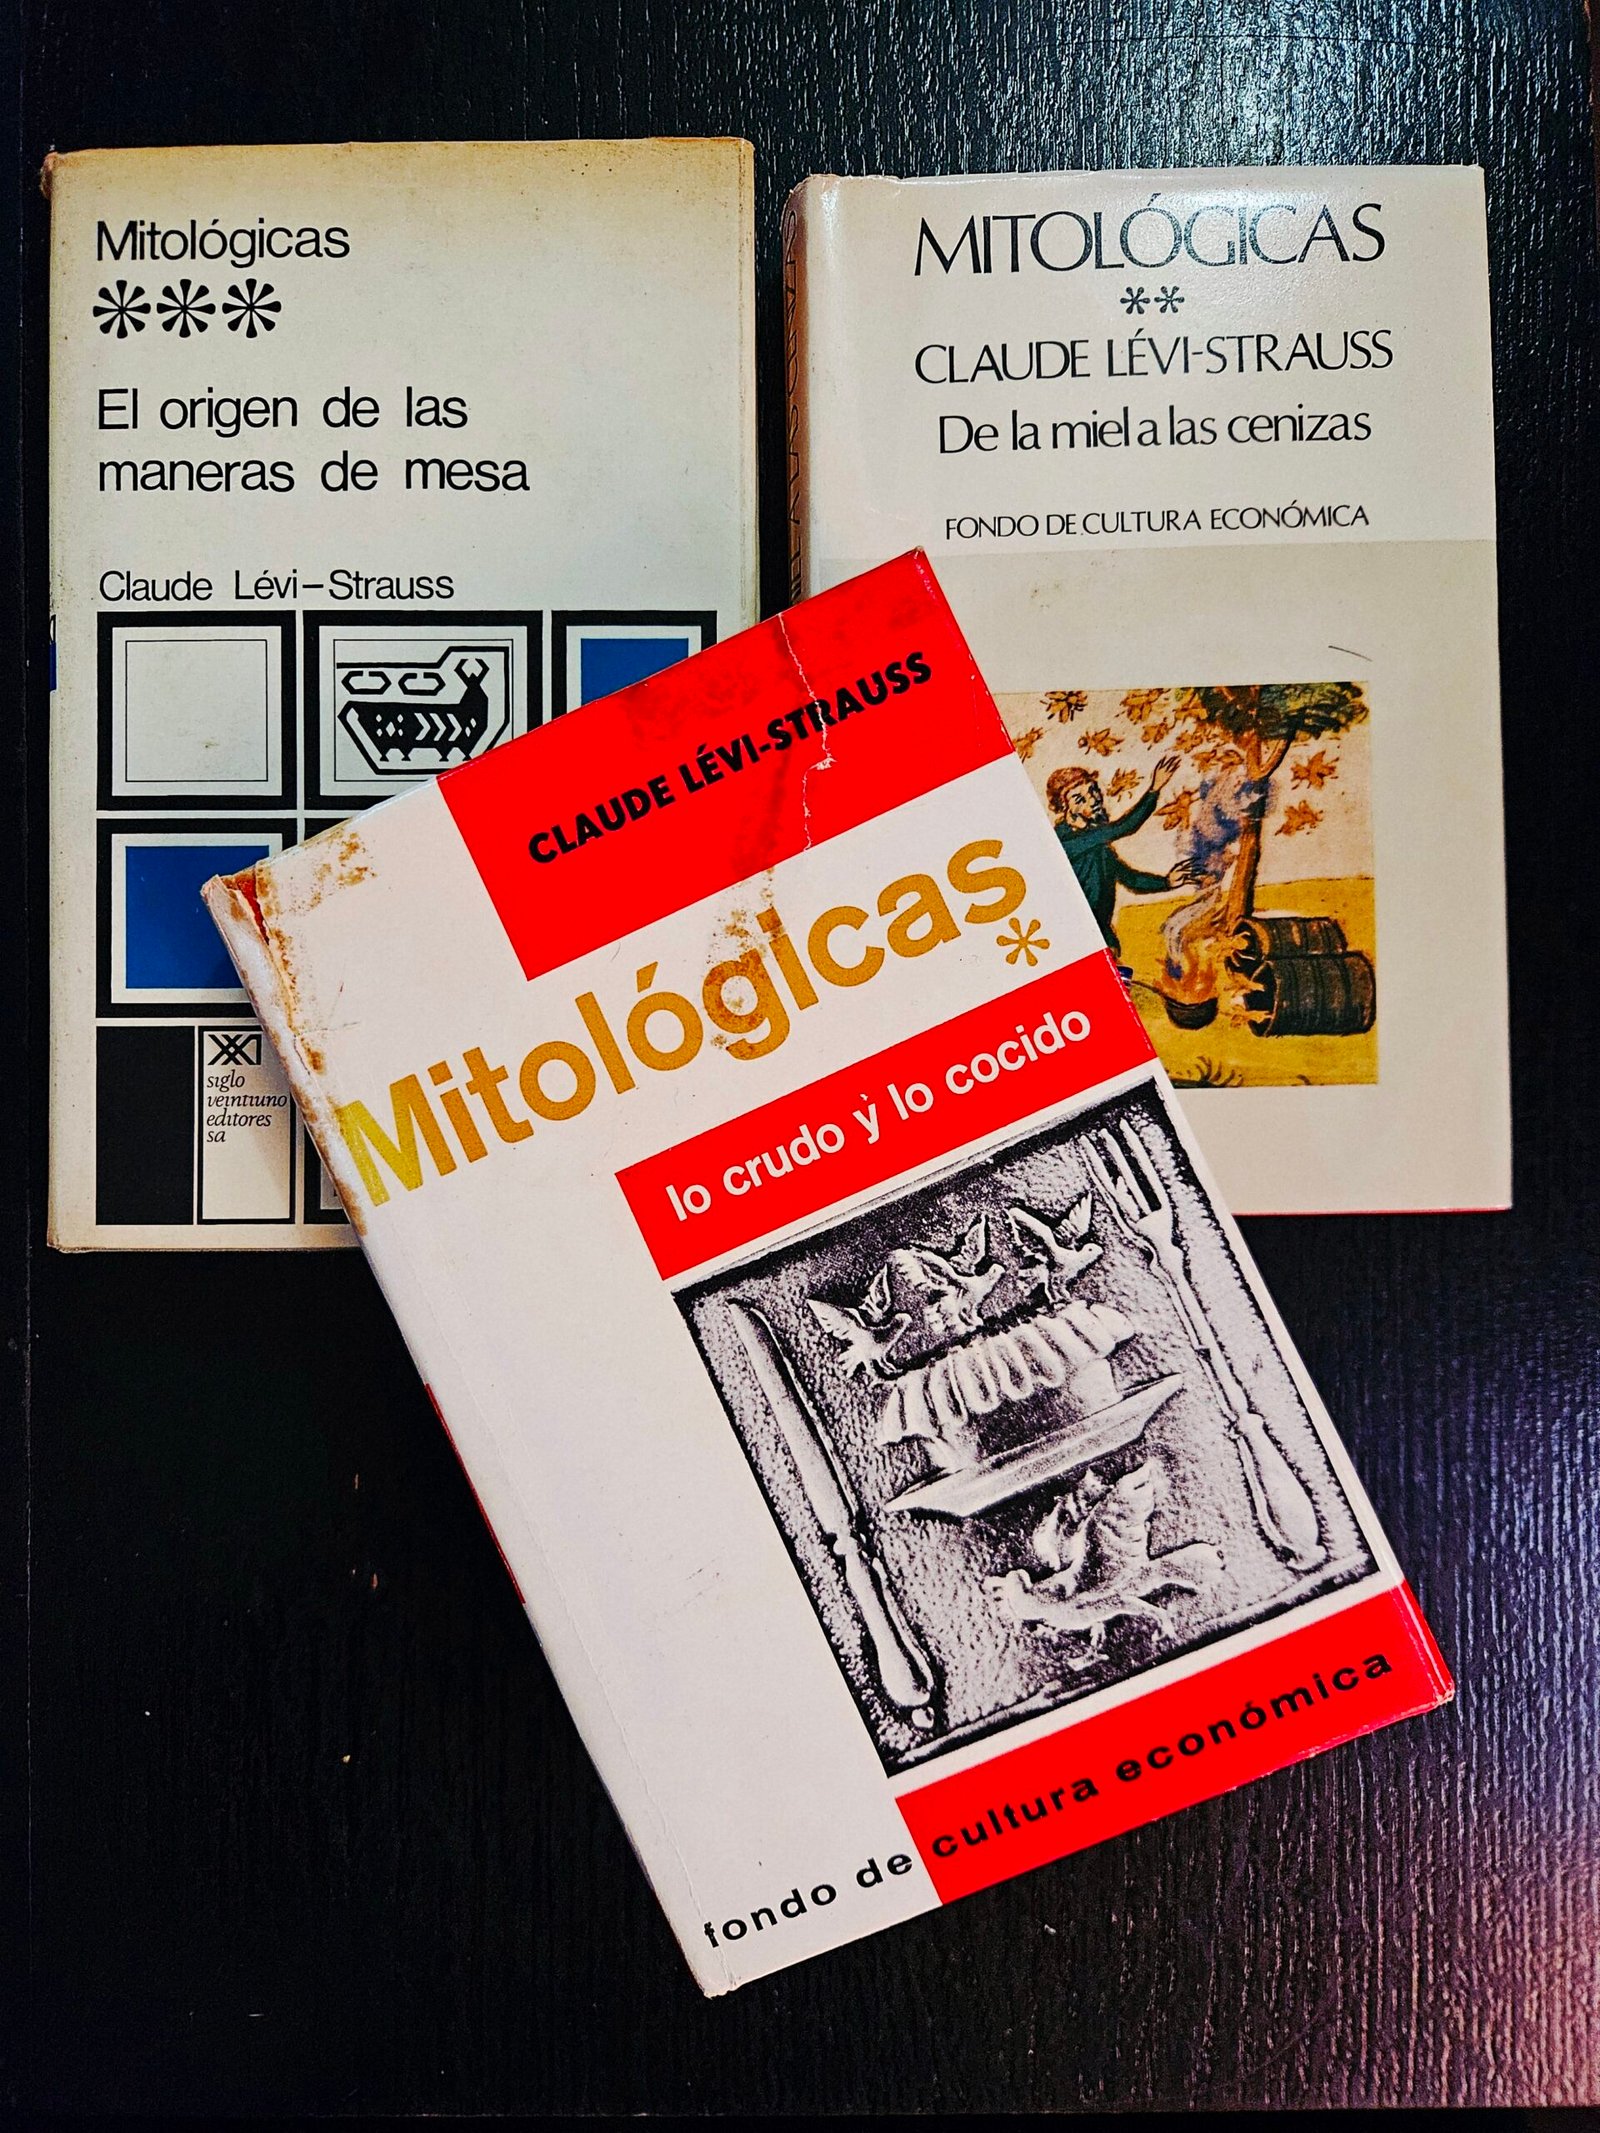 Mitológicas
***
El origen de las
maneras de mesa
Claude Lévi-Strauss
siglo
veintiuno
editores
sa
MITOLÓGICAS
**
CLAUDE LÉVI-STRAUSS
De la miel a las cenizas
FONDO DE CULTURA ECONÓMICA
CLAUDE LÉVI-STRAUSS
Mitológicas
*
lo crudo y lo cocido
fondo de cultura económica